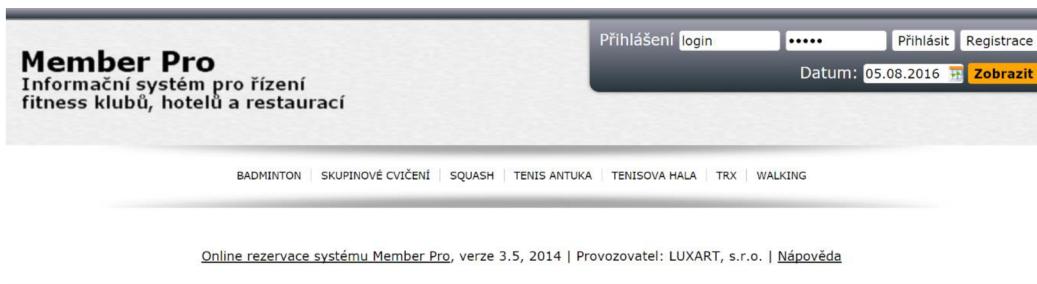 Přihlášení login ••••• Přihlásit Registrace
Member Pro
Informační systém pro řízení
fitness klubů, hotelů a restaurací
Datum: 05.08.2016 Zobrazit
BADMINTON | SKUPINOVÉ CVIČENÍ | SQUASH | TENIS ANTUKA | TENISOVA HALA | TRX | WALKING
Online rezervace systému Member Pro, verze 3.5, 2014 | Provozovatel: LUXART, s.r.o. | Nápověda